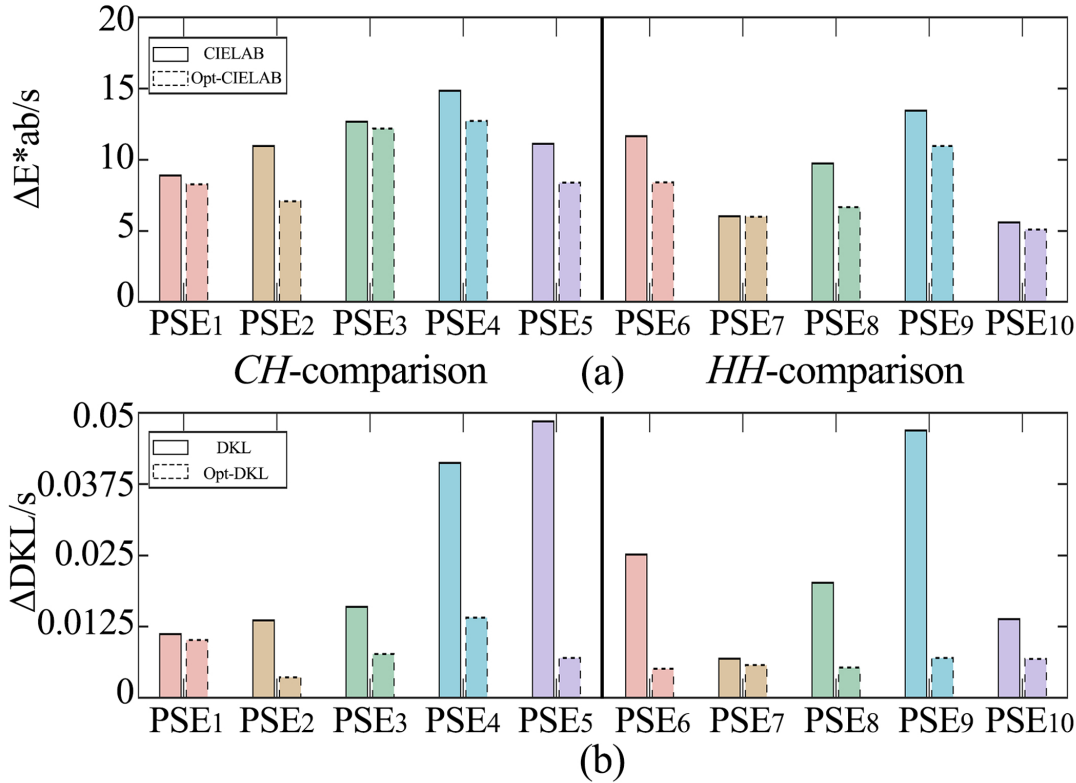 20
CIELAB
Opt-CIELAB
15
10
5
0
ΔE*ab/s
PSE1 PSE2 PSE3 PSE4 PSE5 PSE6 PSE7 PSE8 PSE9 PSE10
CH-comparison (a) HH-comparison
0.05
DKL
Opt-DKL
0.0375
0.025
0.0125
0
ΔDKL/s
PSE1 PSE2 PSE3 PSE4 PSE5 PSE6 PSE7 PSE8 PSE9 PSE10
(b)